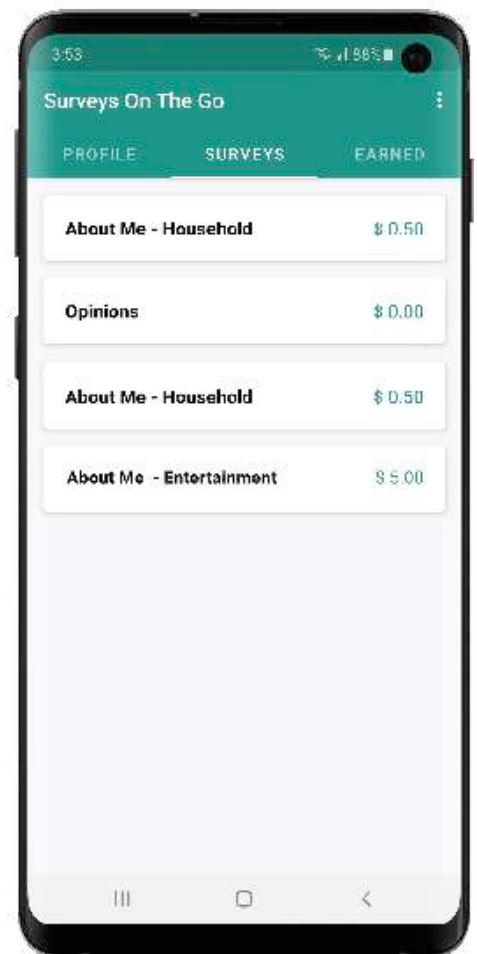 3:53 86%
Surveys On The Go
PROFILE SURVEYS EARNED
About Me - Household $ 0.50
Opinions $ 0.00
About Me - Household $ 0.50
About Me - Entertainment $ 5.00